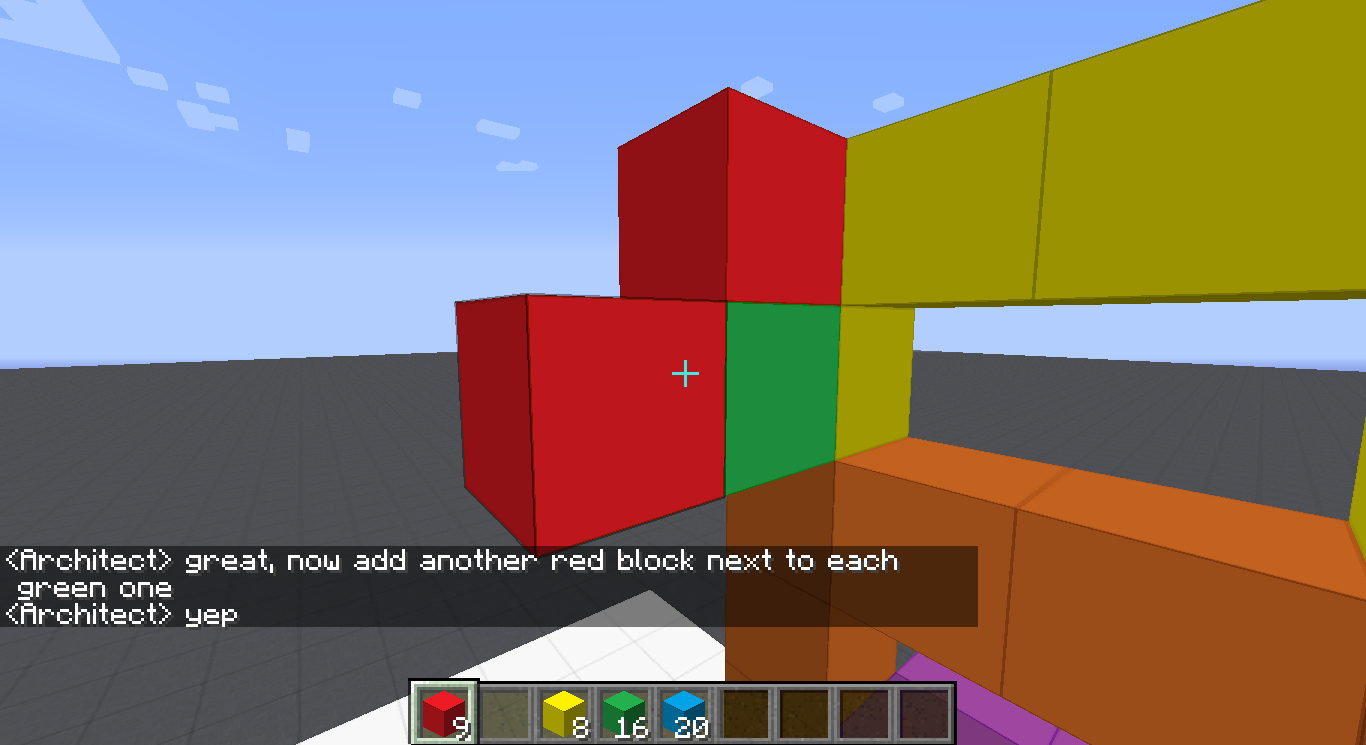 <Architect> great, now add another red block next to each
green one
<Architect> yep
9 8 16 20